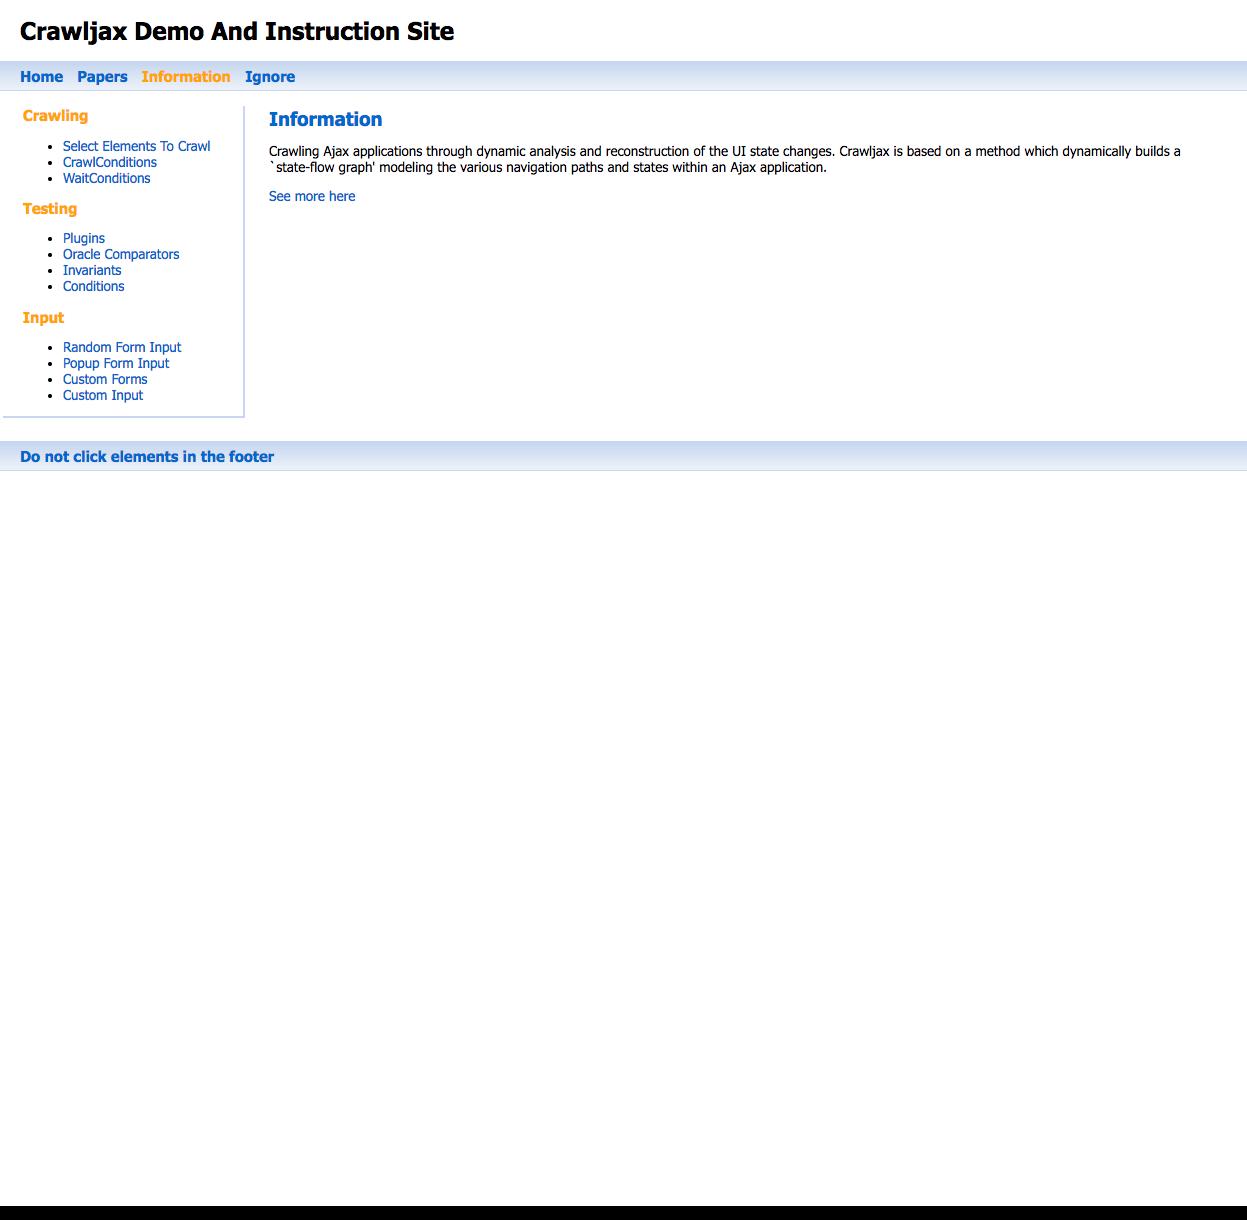 Crawljax Demo And Instruction Site
Home Papers Information Ignore
Crawling
Select Elements To Crawl
CrawlConditions
WaitConditions
Testing
Plugins
Oracle Comparators
Invariants
Conditions
Input
Random Form Input
Popup Form Input
Custom Forms
Custom Input
Information
Crawling Ajax applications through dynamic analysis and reconstruction of the UI state changes. Crawljax is based on a method which dynamically builds a
`state-flow graph' modeling the various navigation paths and states within an Ajax application.
See more here
Do not click elements in the footer